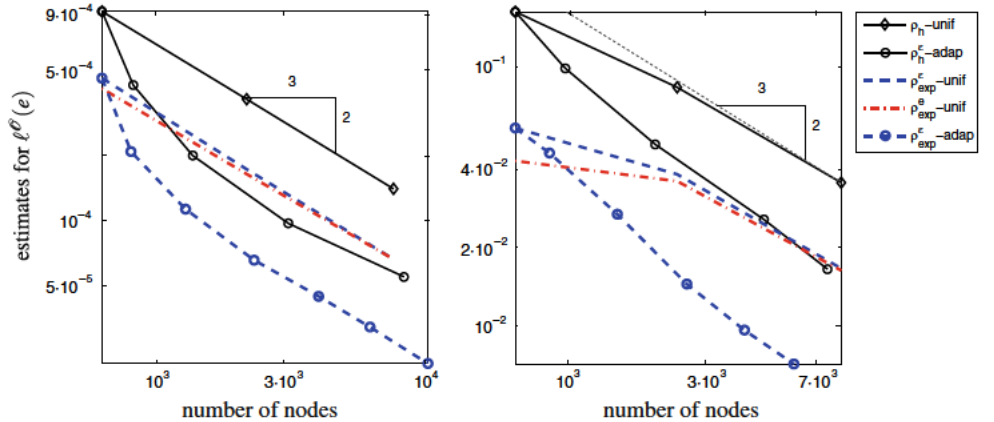 estimates for ℓ^𝒪(e)
9·10⁻⁴
5·10⁻⁴
10⁻⁴
5·10⁻⁵
3
2
10³
3·10³
10⁴
number of nodes
10⁻¹
4·10⁻²
2·10⁻²
10⁻²
3
2
10³
3·10³
7·10³
number of nodes
ρ_h–unif
ρ_h^ε–adap
ρ_exp^ε–unif
ρ_exp^e–unif
ρ_exp^ε–adap